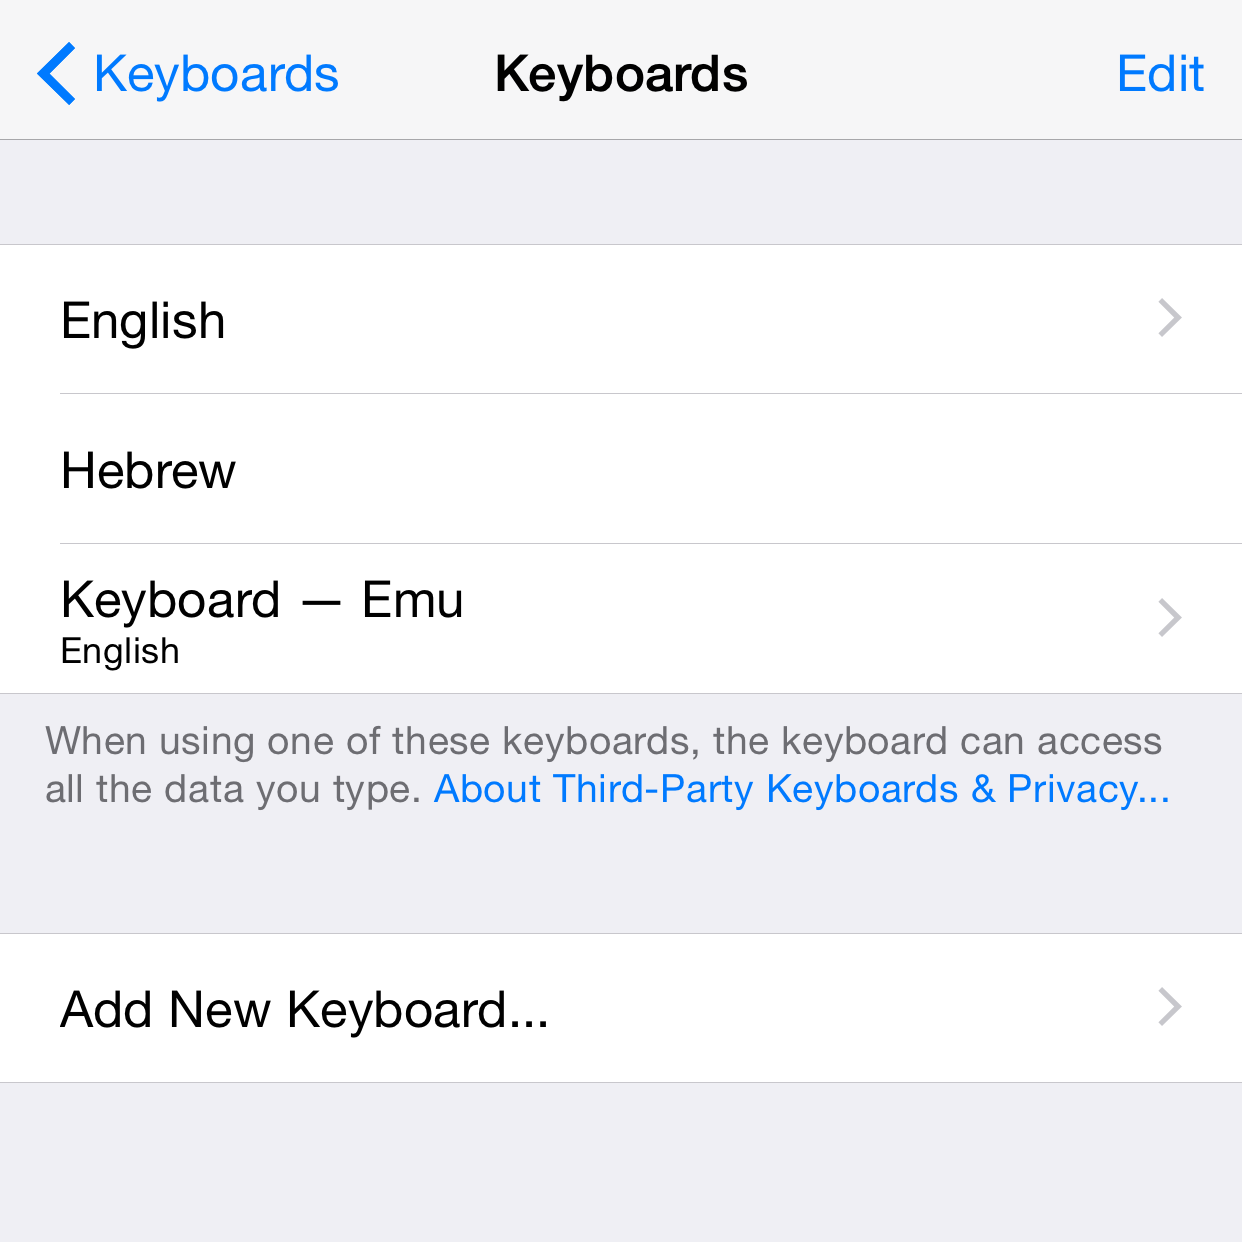 Keyboards Keyboards Edit
English
Hebrew
Keyboard — Emu
English
When using one of these keyboards, the keyboard can access
all the data you type. About Third-Party Keyboards & Privacy...
Add New Keyboard...